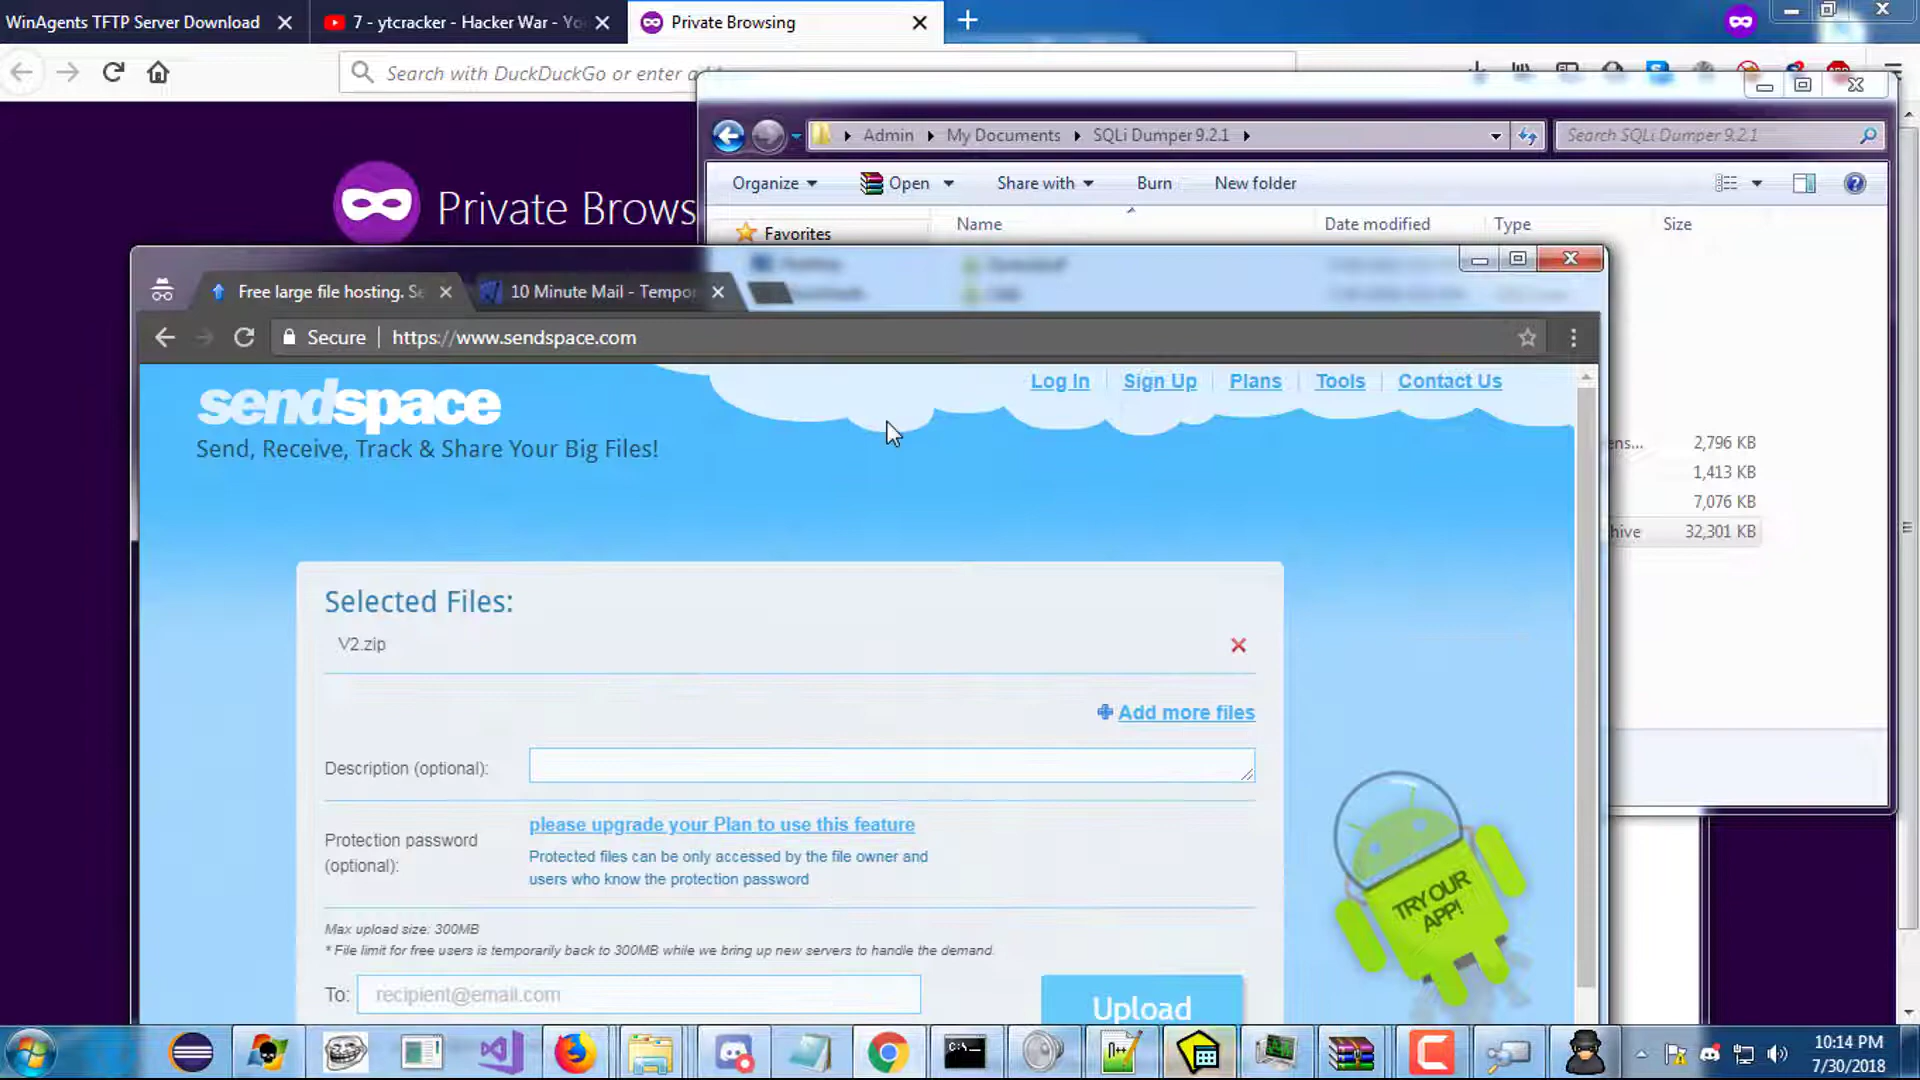 WinAgents TFTP Server Download
7 - ytcracker - Hacker War - Yo
Private Browsing
Search with DuckDuckGo or enter
Private Brows
Admin
My Documents
SQLi Dumper 9.2.1
Search SQLi Dumper 9.2.1
Organize
Open
Share with
Burn
New folder
Favorites
Name
Date modified
Type
Size
2,796 KB
1,413 KB
7,076 KB
hive
32,301 KB
Free large file hosting. Se
10 Minute Mail - Tempor
Secure
https://www.sendspace.com
sendspace
Send, Receive, Track & Share Your Big Files!
Log In
Sign Up
Plans
Tools
Contact Us
Selected Files:
V2.zip
Add more files
Description (optional):
Protection password
(optional):
please upgrade your Plan to use this feature
Protected files can be only accessed by the file owner and
users who know the protection password
Max upload size: 300MB
* File limit for free users is temporarily back to 300MB while we bring up new servers to handle the demand.
To:
recipient@email.com
Upload
TRY OUR
APP!
10:14 PM
7/30/2018